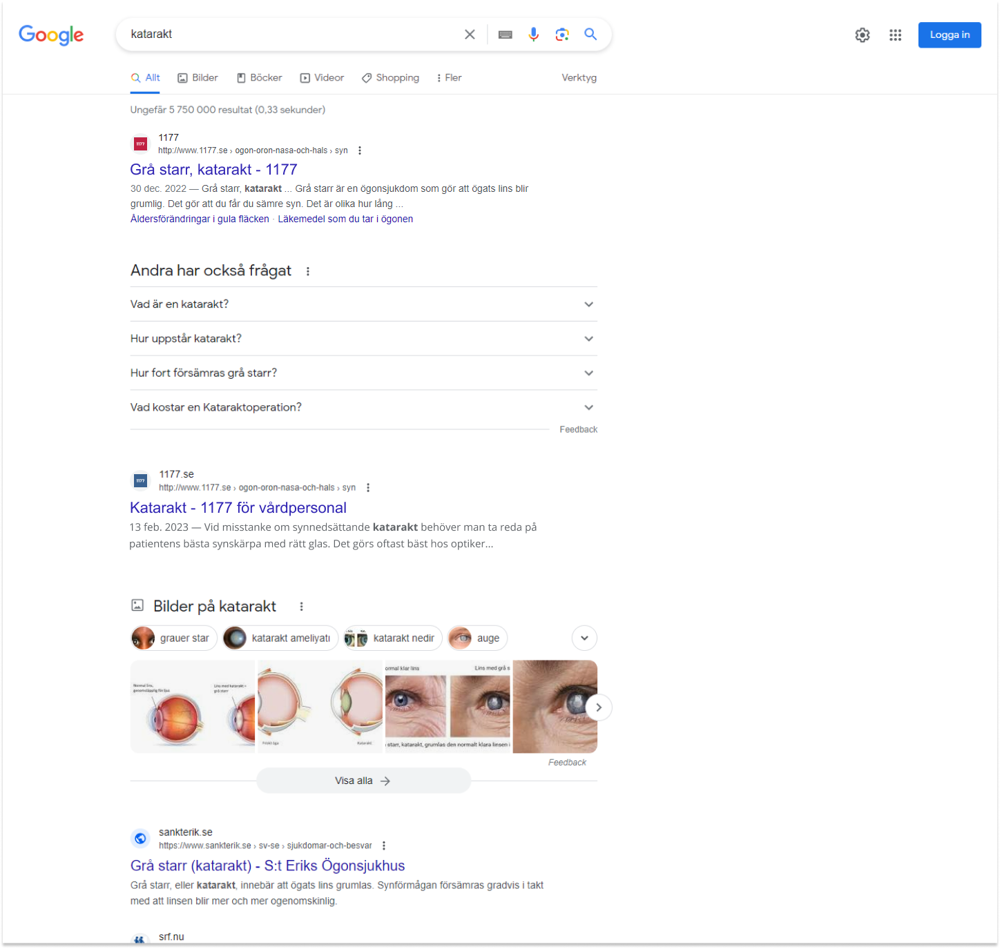 Google
katarakt
Logga in
Allt
Bilder
Böcker
Videor
Shopping
Fler
Verktyg
Ungefär 5 750 000 resultat (0,33 sekunder)
1177
1177
http://www.1177.se › ogon-oron-nasa-och-hals › syn
Grå starr, katarakt - 1177
30 dec. 2022 — Grå starr, katarakt ... Grå starr är en ögonsjukdom som gör att ögats lins blir
grumlig. Det gör att du får du sämre syn. Det är olika hur lång ...
Åldersförändringar i gula fläcken · Läkemedel som du tar i ögonen
Andra har också frågat
Vad är en katarakt?
Hur uppstår katarakt?
Hur fort försämras grå starr?
Vad kostar en Kataraktoperation?
Feedback
1177
1177.se
http://www.1177.se › ogon-oron-nasa-och-hals › syn
Katarakt - 1177 för vårdpersonal
13 feb. 2023 — Vid misstanke om synnedsättande katarakt behöver man ta reda på
patientens bästa synskärpa med rätt glas. Det görs oftast bäst hos optiker...
Bilder på katarakt
grauer star
katarakt ameliyatı
katarakt nedir
auge
Normal lins,
genomsläpplig för ljus
Lins med katarakt =
grå starr
Friskt öga
Katarakt
ormal klar lins
Lins med grå s
starr, katarakt, grumlas den normalt klara linsen i
Feedback
Visa alla
sankterik.se
https://www.sankterik.se › sv-se › sjukdomar-och-besvar
Grå starr (katarakt) - S:t Eriks Ögonsjukhus
Grå starr, eller katarakt, innebär att ögats lins grumlas. Synförmågan försämras gradvis i takt
med att linsen blir mer och mer ogenomskinlig.
srf.nu